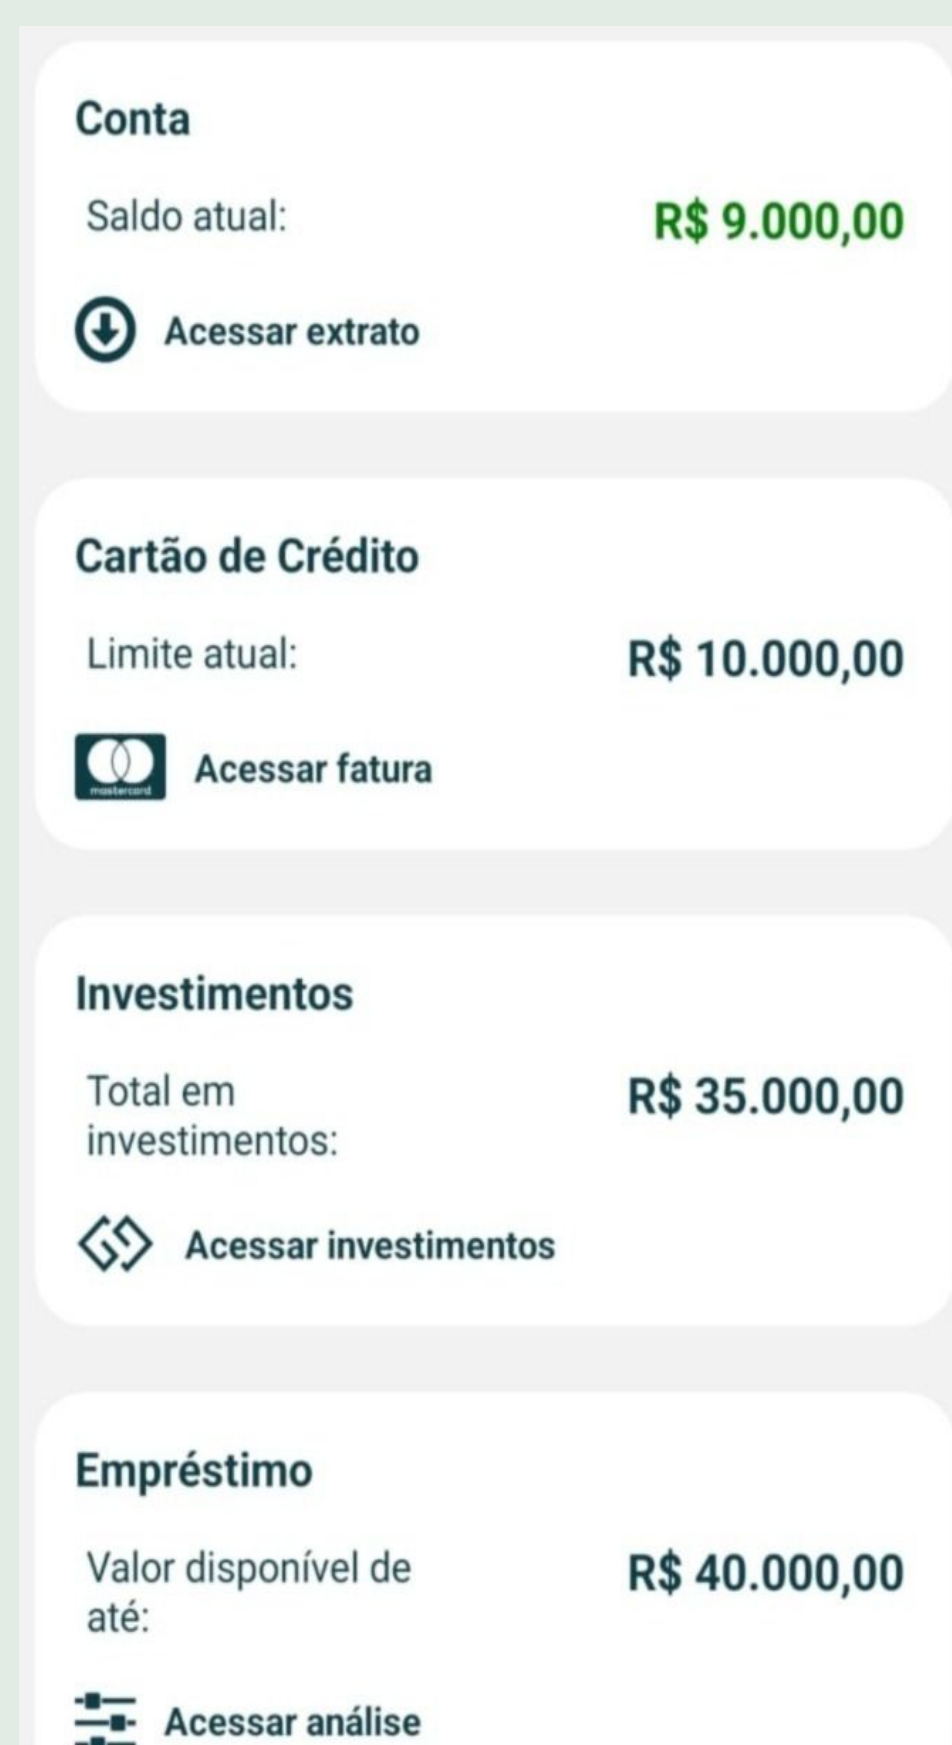 Conta
Saldo atual: R$ 9.000,00
Acessar extrato
Cartão de Crédito
Limite atual: R$ 10.000,00
mastercard
Acessar fatura
Investimentos
Total em R$ 35.000,00
investimentos:
Acessar investimentos
Empréstimo
Valor disponível de R$ 40.000,00
até:
Acessar análise